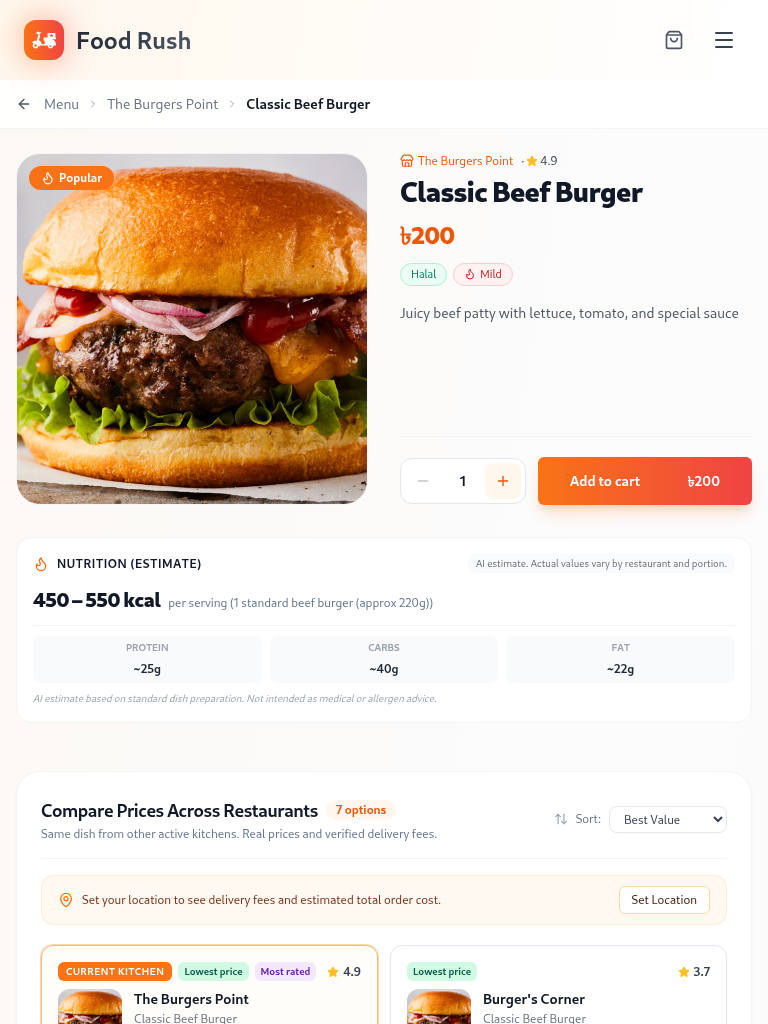 Food Rush
Menu > The Burgers Point > Classic Beef Burger
Popular
The Burgers Point · 4.9
Classic Beef Burger
৳200
Halal Mild
Juicy beef patty with lettuce, tomato, and special sauce
1
Add to cart ৳200
NUTRITION (ESTIMATE)
AI estimate. Actual values vary by restaurant and portion.
450 – 550 kcal per serving (1 standard beef burger (approx 220g))
PROTEIN
~25g
CARBS
~40g
FAT
~22g
AI estimate based on standard dish preparation. Not intended as medical or allergen advice.
Compare Prices Across Restaurants 7 options
Same dish from other active kitchens. Real prices and verified delivery fees.
Sort: Best Value
Set your location to see delivery fees and estimated total order cost.
Set Location
CURRENT KITCHEN Lowest price Most rated 4.9
The Burgers Point
Classic Beef Burger
Lowest price 3.7
Burger's Corner
Classic Beef Burger